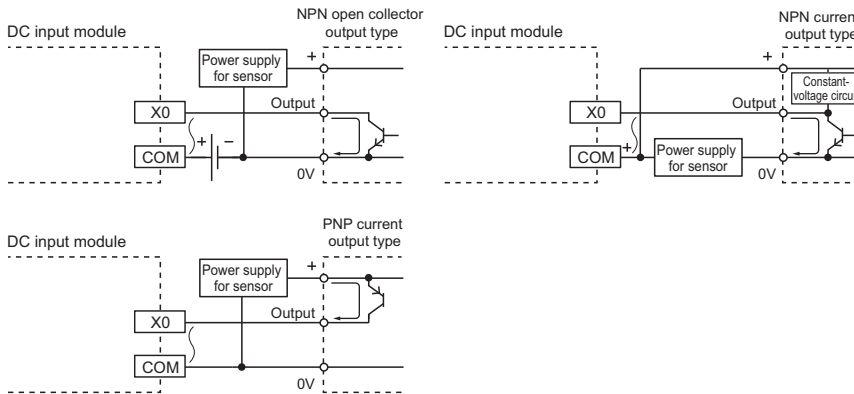 DC input module
NPN open collector
output type
Power supply
for sensor
+
X0
Output
COM
+
−
0V
DC input module
NPN current
output type
+
Constant-
X0
Output
COM
+
Power supply
for sensor
0V
DC input module
PNP current
output type
Power supply
for sensor
+
X0
Output
COM
0V